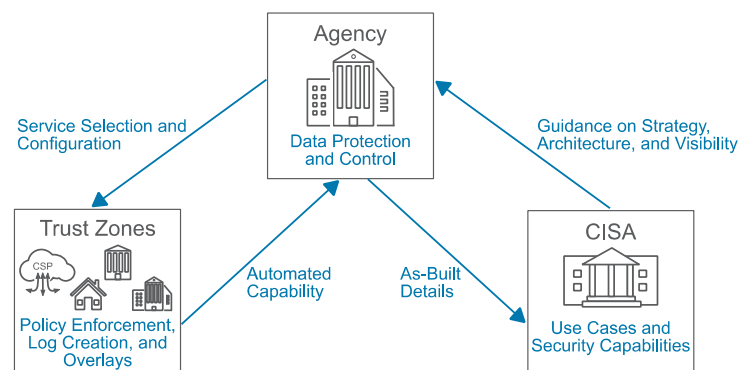 Agency
Data Protection
and Control
Service Selection and
Configuration
Guidance on Strategy,
Architecture, and Visibility
Trust Zones
CSP
Policy Enforcement,
Log Creation, and
Overlays
Automated
Capability
As-Built
Details
CISA
Use Cases and
Security Capabilities